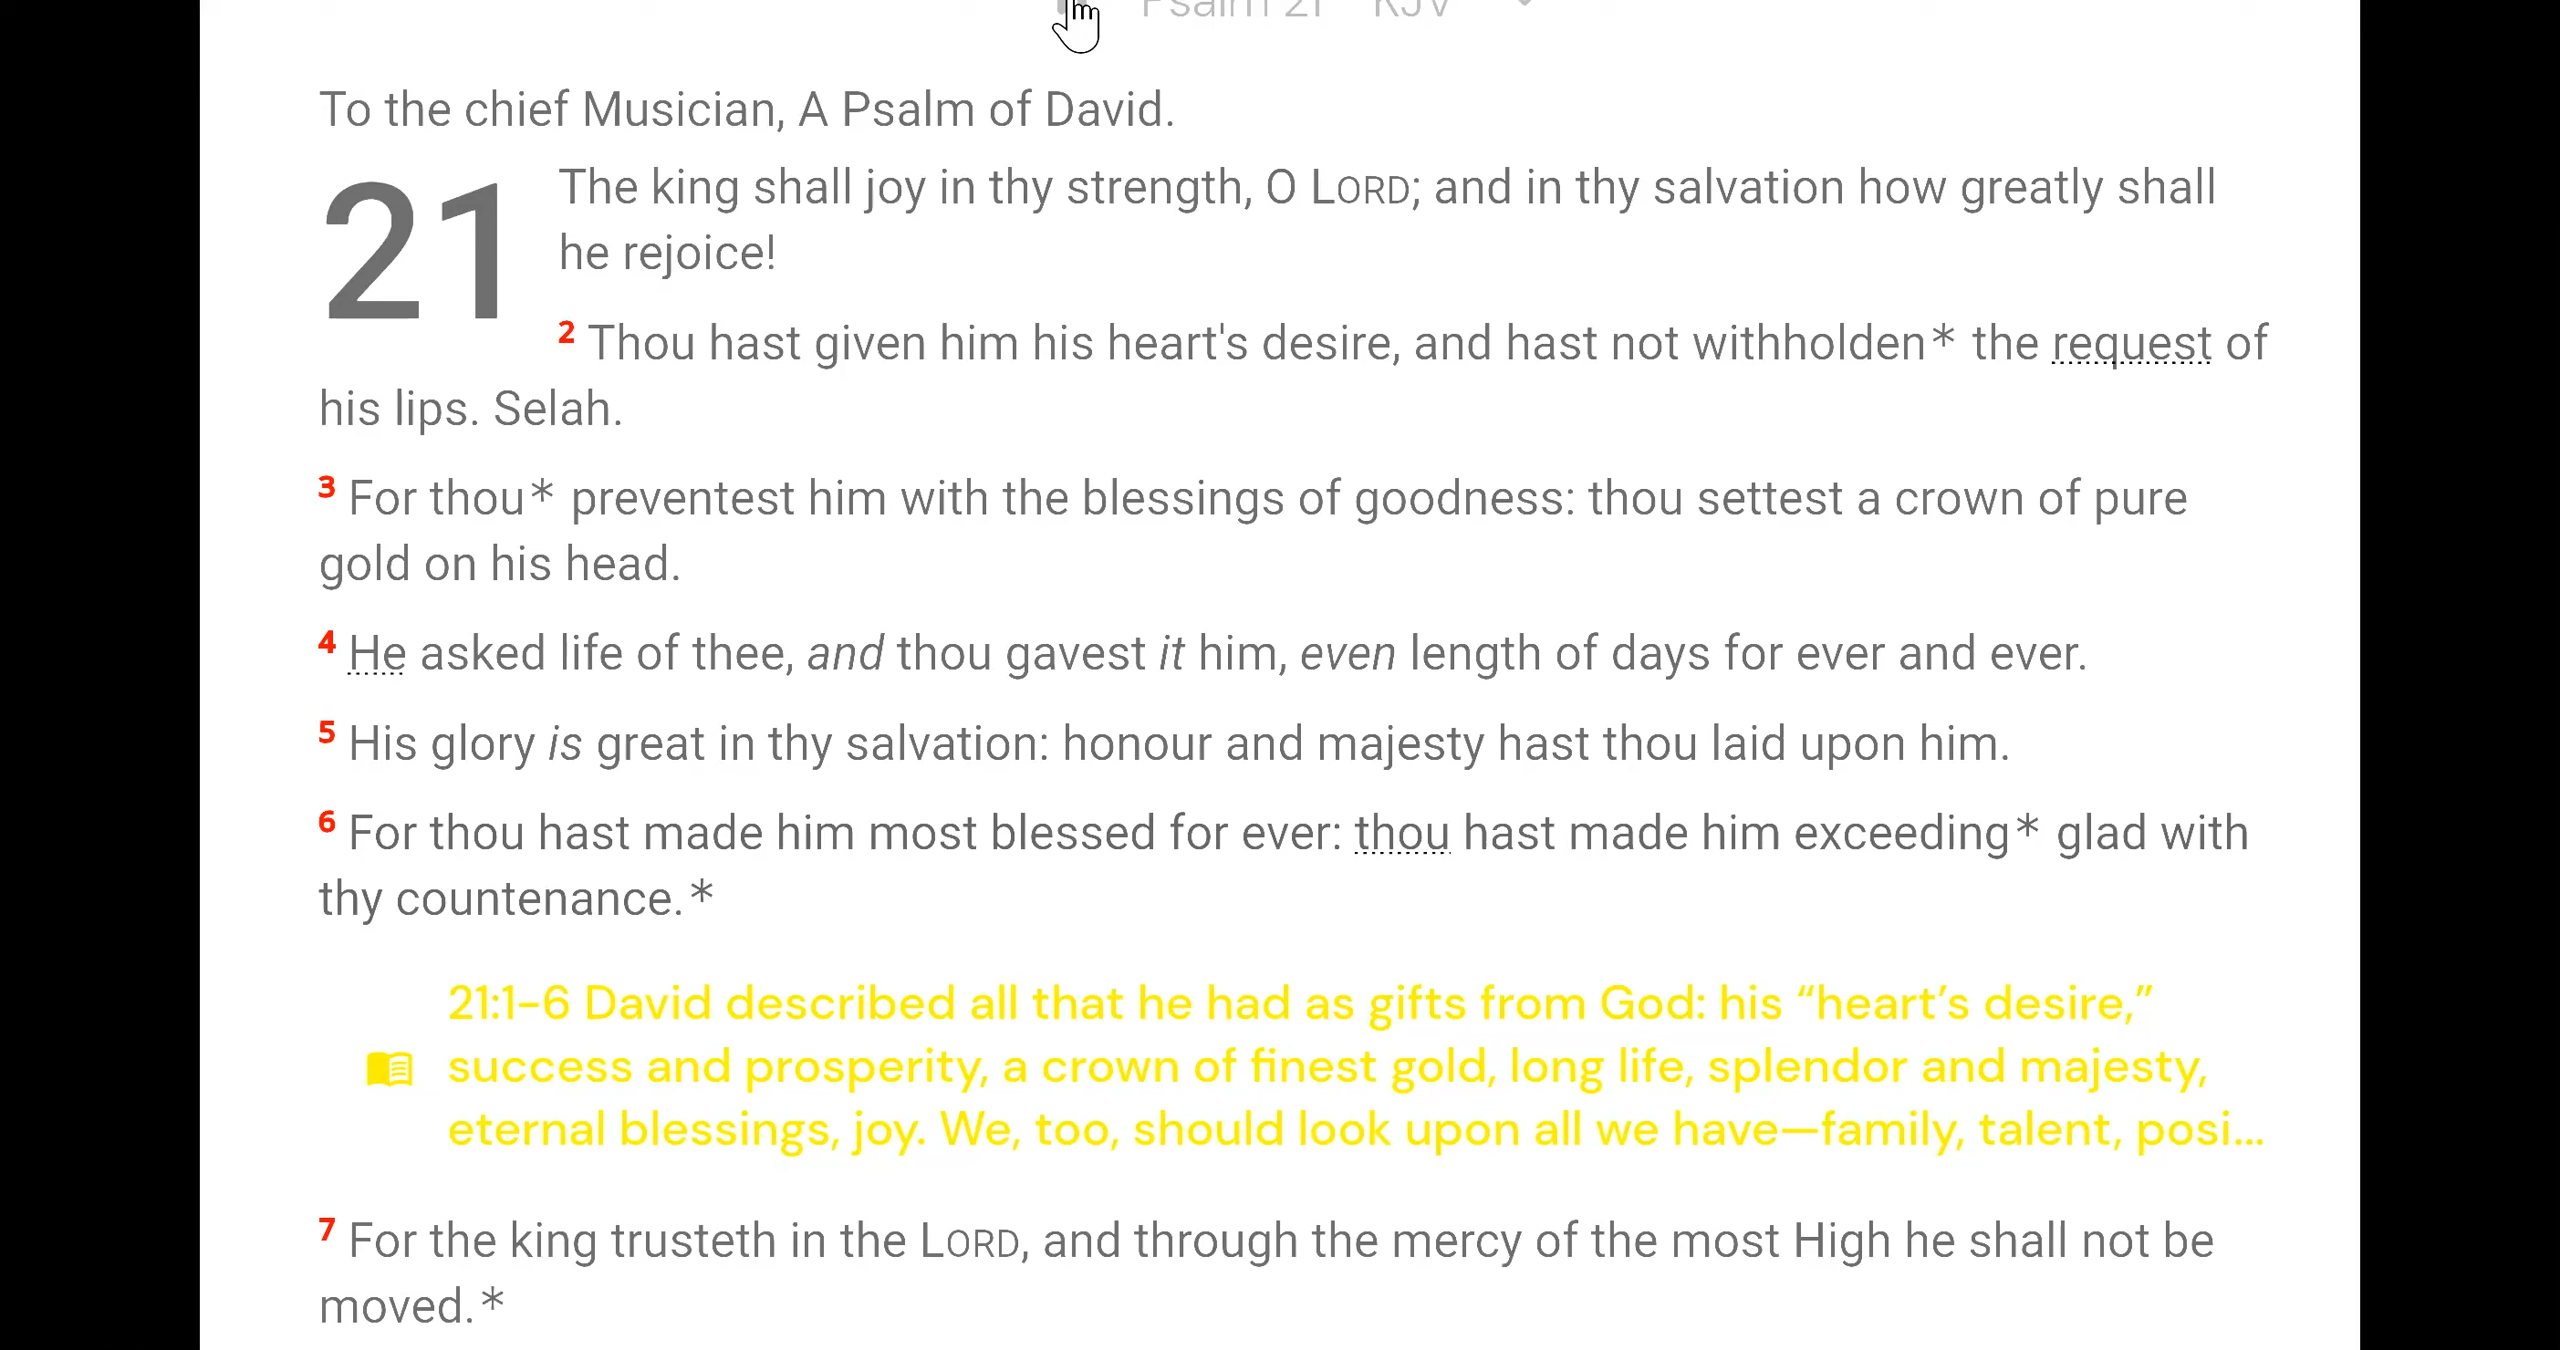 Psalm 21 KJV
To the chief Musician, A Psalm of David.
21 The king shall joy in thy strength, O LORD; and in thy salvation how greatly shall
he rejoice!
2 Thou hast given him his heart's desire, and hast not withholden* the request of
his lips. Selah.
3 For thou* preventest him with the blessings of goodness: thou settest a crown of pure
gold on his head.
4 He asked life of thee, and thou gavest it him, even length of days for ever and ever.
5 His glory is great in thy salvation: honour and majesty hast thou laid upon him.
6 For thou hast made him most blessed for ever: thou hast made him exceeding* glad with
thy countenance.*
21:1–6 David described all that he had as gifts from God: his “heart’s desire,”
success and prosperity, a crown of finest gold, long life, splendor and majesty,
eternal blessings, joy. We, too, should look upon all we have—family, talent, posi...
7 For the king trusteth in the LORD, and through the mercy of the most High he shall not be
moved.*